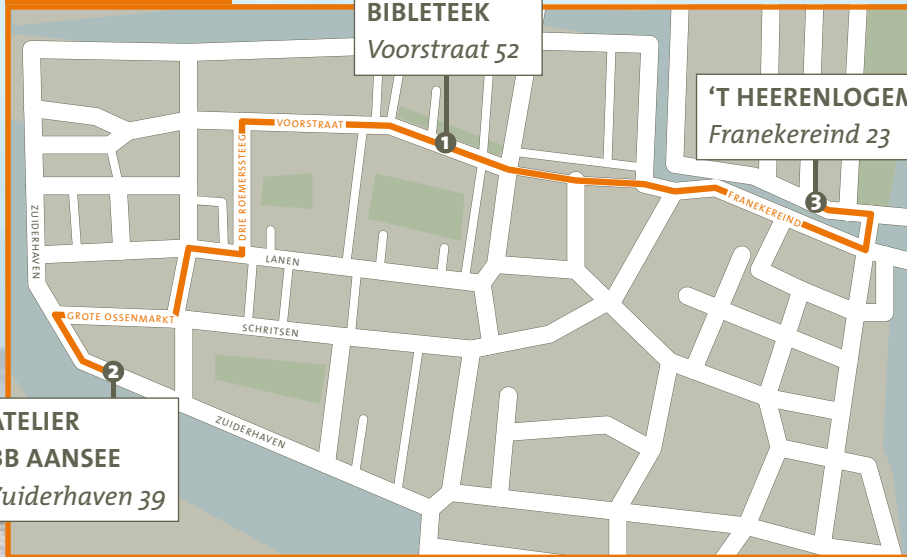 BIBLETEEK
Voorstraat 52
'T HEERENLOGEM
Franekereind 23
1
VOORSTRAAT
DRIE ROEMERSSTEEG
3
FRANEKEREIND
ZUIDERHAVEN
LANEN
GROTE OSSENMARKT
SCHRITSEN
2
ZUIDERHAVEN
ATELIER
BB AANSEE
Zuiderhaven 39